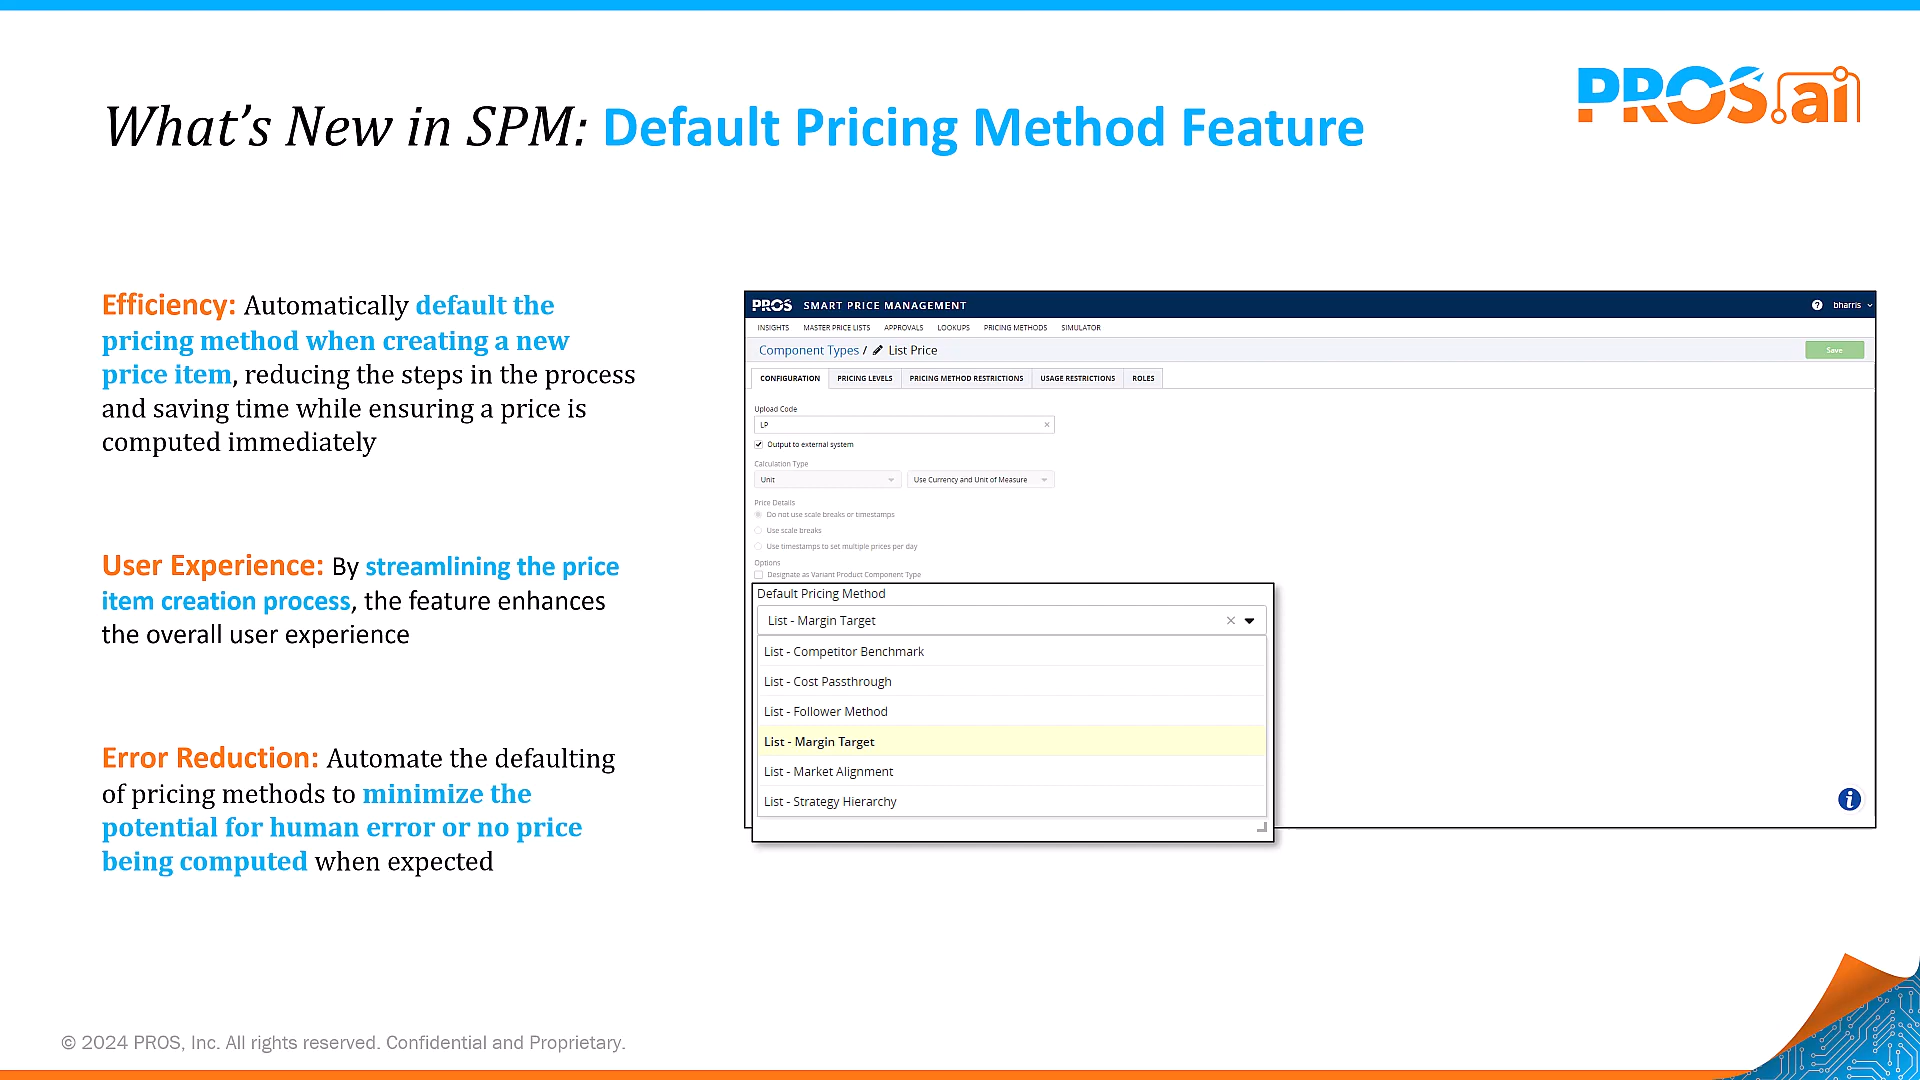 What's New in SPM: Default Pricing Method Feature
PROS.ai
Efficiency: Automatically default the
pricing method when creating a new
price item, reducing the steps in the process
and saving time while ensuring a price is
computed immediately
User Experience: By streamlining the price
item creation process, the feature enhances
the overall user experience
Error Reduction: Automate the defaulting
of pricing methods to minimize the
potential for human error or no price
being computed when expected
PROS SMART PRICE MANAGEMENT
? bharris
INSIGHTS MASTER PRICE LISTS APPROVALS LOOKUPS PRICING METHODS SIMULATOR
Component Types / List Price
Save
CONFIGURATION PRICING LEVELS PRICING METHOD RESTRICTIONS USAGE RESTRICTIONS ROLES
Upload Code
LP
Output to external system
Calculation Type
Unit Use Currency and Unit of Measure
Price Details
Do not use scale breaks or timestamps
Use scale breaks
Use timestamps to set multiple prices per day
Options
Designate as Variant Product Component Type
Default Pricing Method
List - Margin Target
List - Competitor Benchmark
List - Cost Passthrough
List - Follower Method
List - Margin Target
List - Market Alignment
List - Strategy Hierarchy
i
© 2024 PROS, Inc. All rights reserved. Confidential and Proprietary.